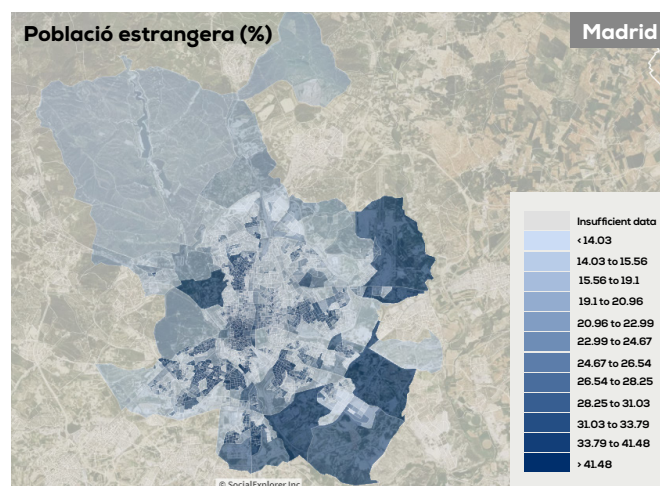 Població estrangera (%)
Madrid
Insufficient data
< 14.03
14.03 to 15.56
15.56 to 19.1
19.1 to 20.96
20.96 to 22.99
22.99 to 24.67
24.67 to 26.54
26.54 to 28.25
28.25 to 31.03
31.03 to 33.79
33.79 to 41.48
> 41.48
© SocialExplorer Inc